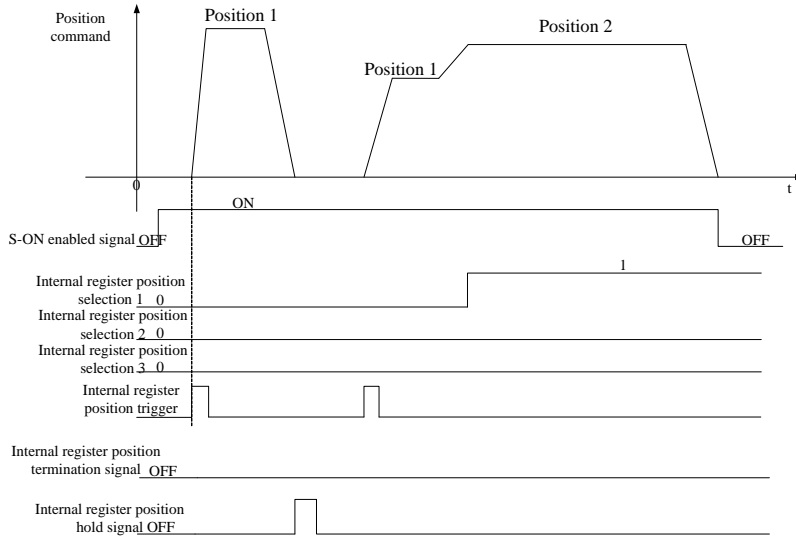 Position
command
Position 1
Position 1
Position 2
0
t
ON
S-ON enabled signal OFF
OFF
1
Internal register position
selection 1 0
Internal register position
selection 2 0
Internal register position
selection 3 0
Internal register
position trigger
Internal register position
termination signal OFF
Internal register position
hold signal OFF